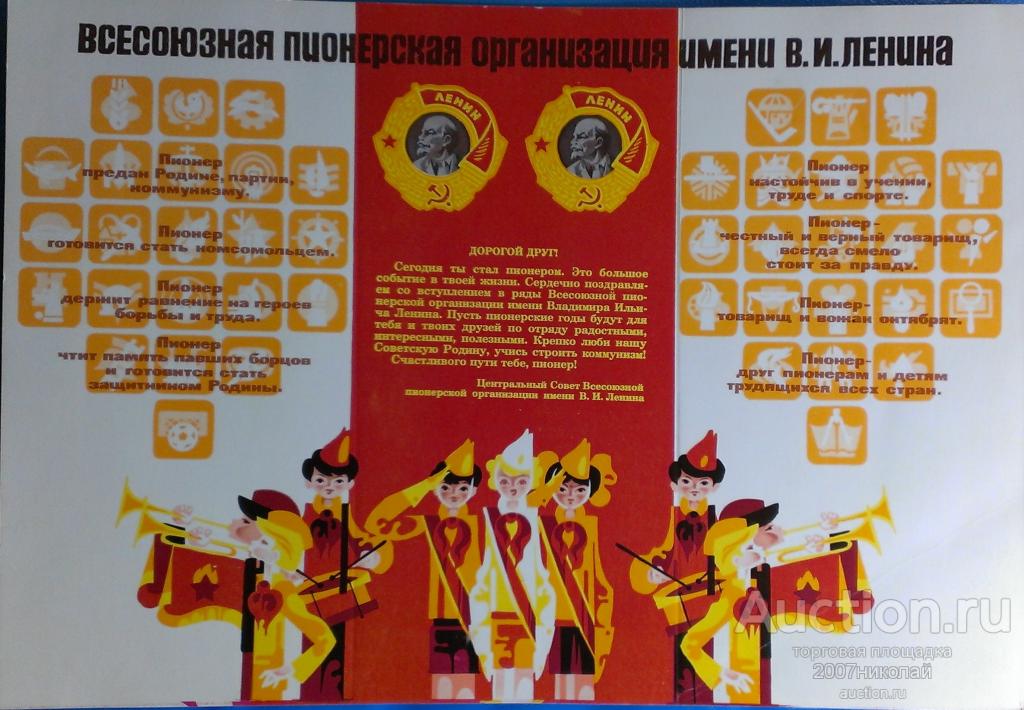 ВСЕСОЮЗНАЯ ПИОНЕРСКАЯ ОРГАНИЗАЦИЯ ИМЕНИ В. И. ЛЕНИНА
Пионер
предан Родине, партии,
коммунизму.
Пионер
готовится стать комсомольцем.
Пионер
держит равнение на героев
борьбы и труда.
Пионер
чтит память павших борцов
и готовится стать
защитником Родины.
ЛЕНИН
ЛЕНИН
ДОРОГОЙ ДРУГ!
Сегодня ты стал пионером. Это большое
событие в твоей жизни. Сердечно поздравля-
ем со вступлением в ряды Всесоюзной пио-
нерской организации имени Владимира Ильи-
ча Ленина. Пусть пионерские годы будут для
тебя и твоих друзей по отряду радостными,
интересными, полезными. Крепко люби нашу
Советскую Родину, учись строить коммунизм!
Счастливого пути тебе, пионер!
Центральный Совет Всесоюзной
пионерской организации имени В. И. Ленина
Пионер
настойчив в учении,
труде и спорте.
Пионер-
честный и верный товарищ,
всегда смело
стоит за правду.
Пионер-
товарищ и вожак октябрят.
Пионер-
друг пионерам и детям
трудящихся всех стран.
Auction.ru
торговая площадка
2007николай
auction.ru